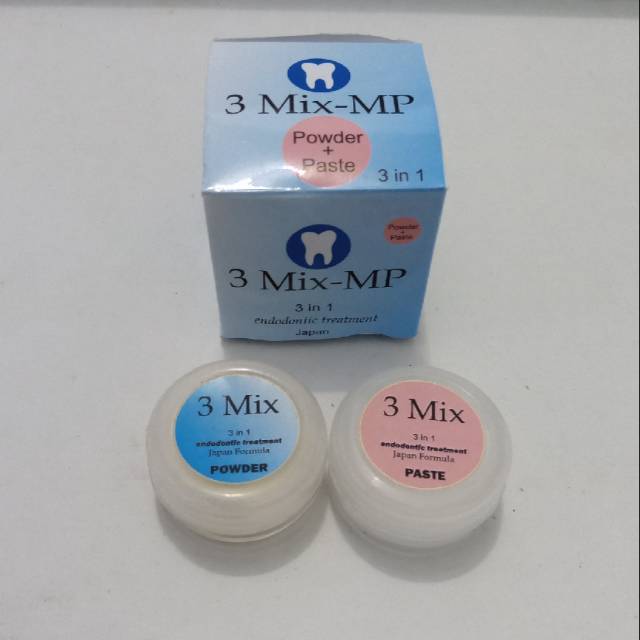 3 Mix-MP
Powder
+
Paste
3 in 1
Powder
+
Paste
3 Mix-MP
3 in 1
endodontic treatment
Japan
3 Mix
3 in 1
endodontic treatment
Japan Formula
POWDER
3 Mix
3 in 1
endodontic treatment
Japan Formula
PASTE